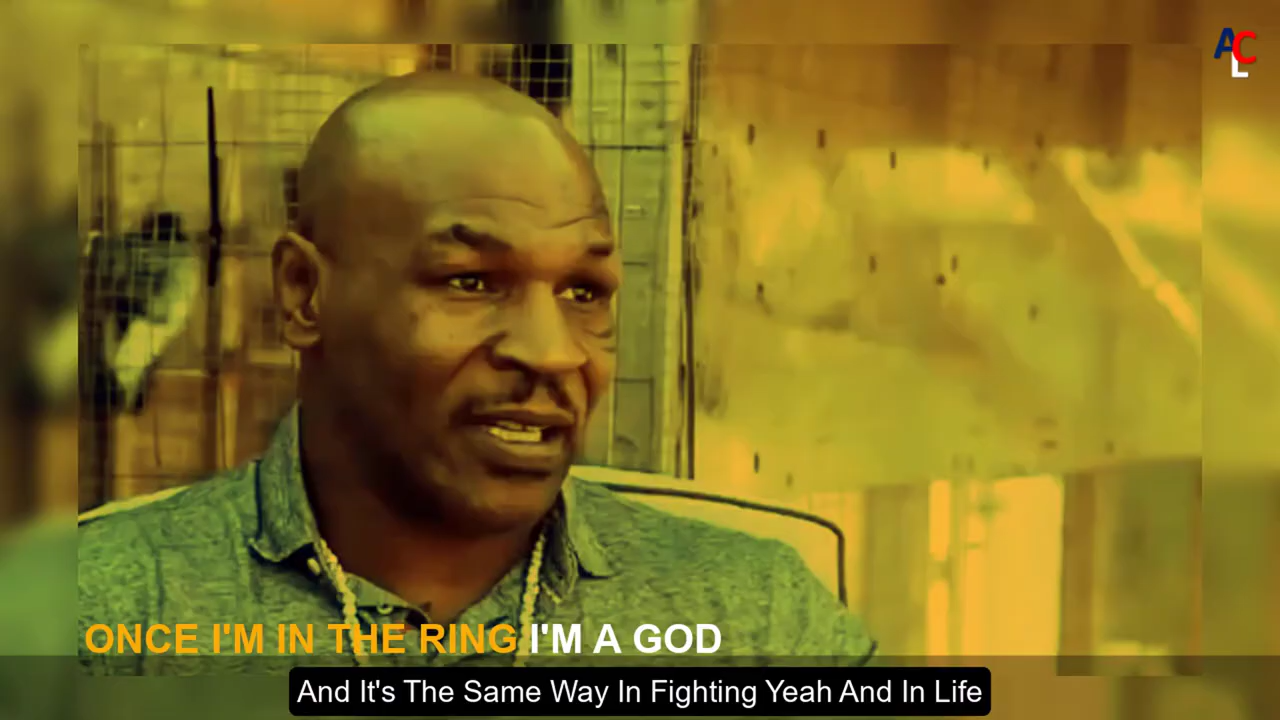 ACL
ONCE I'M IN THE RING I'M A GOD
And It's The Same Way In Fighting Yeah And In Life